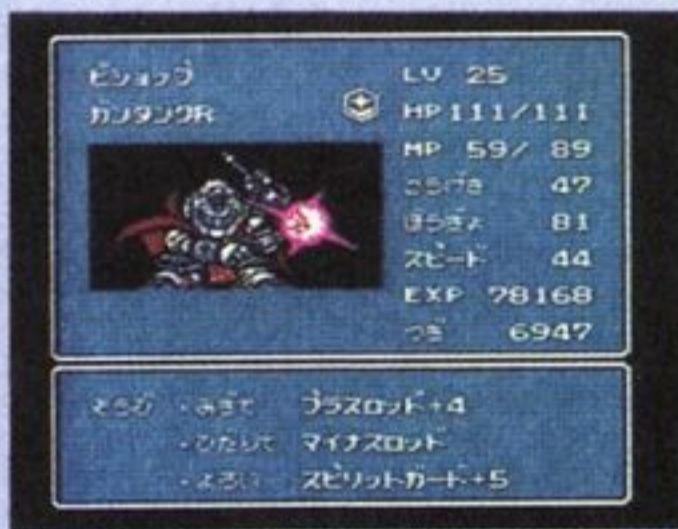 ビショップ
ガンタンクR
LV 25
HP 111/111
MP 59/ 89
こうげき 47
ぼうぎょ 81
スピード 44
EXP 78168
つぎ 6947
そうび ・みぎて プラスロッド+4
・ひだりて マイナスロッド
・よろい スピリットガード+5